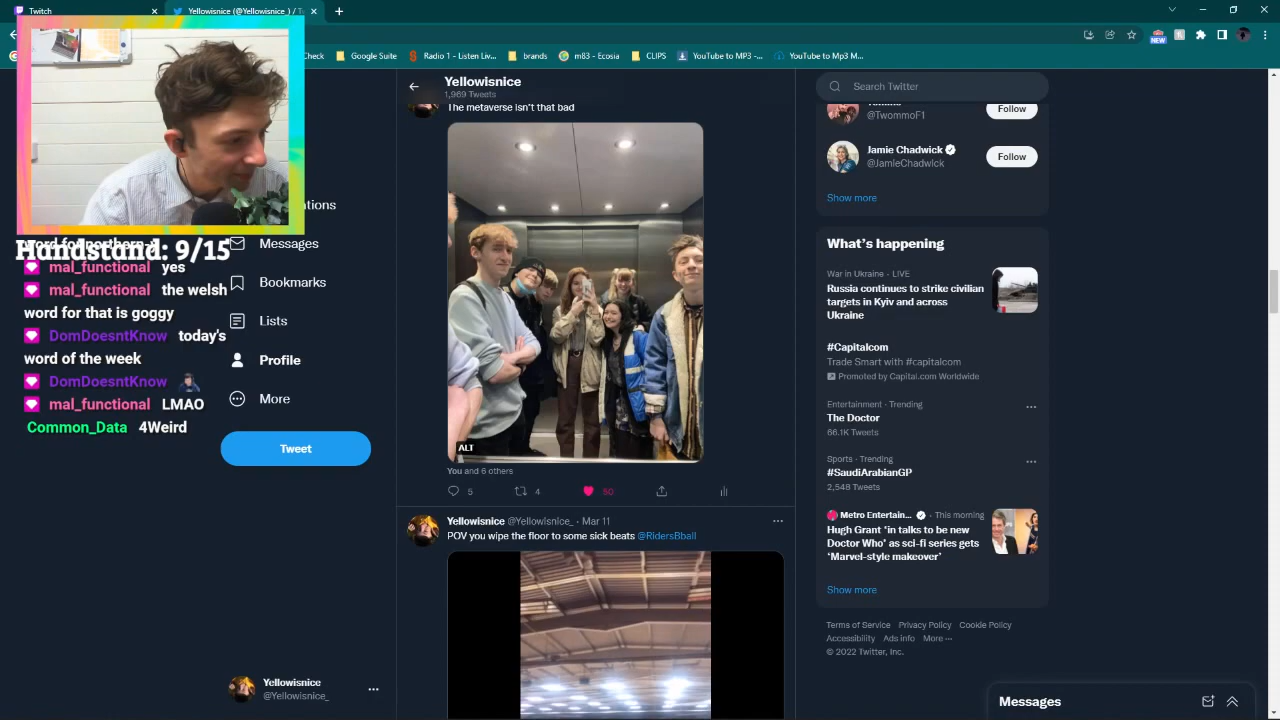 Twitch
Yellowisnice (@Yellowisnice_) / T
Check
Google Suite
Radio 1 - Listen Liv...
brands
m83 - Ecosia
CLIPS
YouTube to MP3 -...
YouTube to Mp3 M...
NEW
Yellowisnice
1,969 Tweets
The metaverse isn't that bad
ALT
You and 6 others
5
4
50
Yellowisnice @Yellowisnice_ · Mar 11
POV you wipe the floor to some sick beats @RidersBball
ations
Messages
Bookmarks
Lists
Profile
More
Tweet
Yellowisnice
@Yellowisnice_
word for northern
Handstand: 9/15
mal_functional yes
mal_functional the welsh
word for that is goggy
DomDoesntKnow today's
word of the week
DomDoesntKnow
mal_functional LMAO
Common_Data 4Weird
Search Twitter
@TwommoF1
Follow
Jamie Chadwick
@JamieChadwick
Follow
Show more
What's happening
War in Ukraine · LIVE
Russia continues to strike civilian
targets in Kyiv and across
Ukraine
#Capitalcom
Trade Smart with #capitalcom
Promoted by Capital.com Worldwide
Entertainment · Trending
The Doctor
66.1K Tweets
Sports · Trending
#SaudiArabianGP
2,548 Tweets
Metro Entertain... · This morning
Hugh Grant 'in talks to be new
Doctor Who' as sci-fi series gets
'Marvel-style makeover'
Show more
Terms of Service Privacy Policy Cookie Policy
Accessibility Ads info More ···
© 2022 Twitter, Inc.
Messages